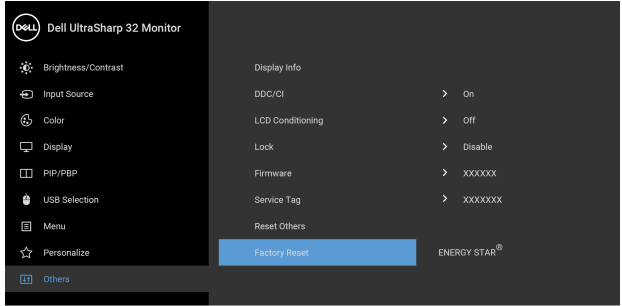 DELL Dell UltraSharp 32 Monitor
Brightness/Contrast
Display Info
Input Source
DDC/CI > On
Color
LCD Conditioning > Off
Display
Lock > Disable
PIP/PBP
Firmware > XXXXXX
USB Selection
Service Tag > XXXXXXX
Menu
Reset Others
Personalize
Factory Reset ENERGY STAR®
Others